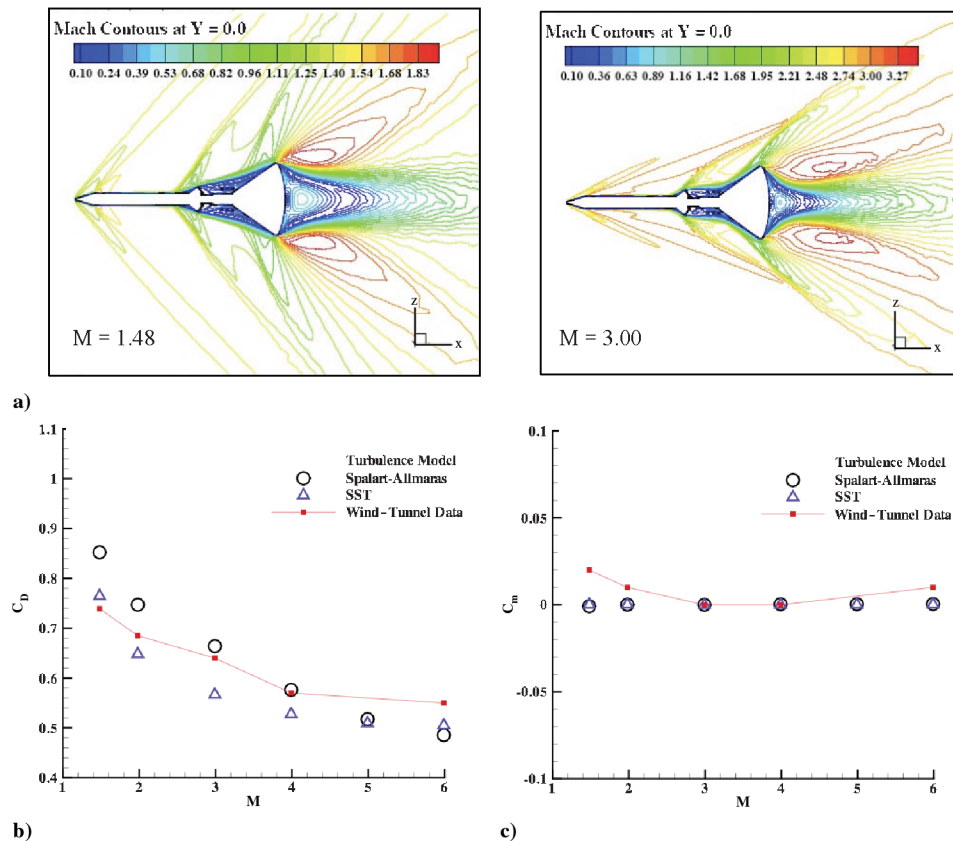 Mach Contours at Y = 0.0
0.10 0.24 0.39 0.53 0.68 0.82 0.96 1.11 1.25 1.40 1.54 1.68 1.83
z
x
M = 1.48
Mach Contours at Y = 0.0
0.10 0.36 0.63 0.89 1.16 1.42 1.68 1.95 2.21 2.48 2.74 3.00 3.27
z
x
M = 3.00
a)
1.1
1
0.9
0.8
0.7
0.6
0.5
0.4
C_D
1 2 3 4 5 6
M
Turbulence Model
Spalart-Allmaras
SST
Wind-Tunnel Data
b)
0.1
0.05
0
-0.05
-0.1
C_m
1 2 3 4 5 6
M
Turbulence Model
Spalart-Allmaras
SST
Wind-Tunnel Data
c)